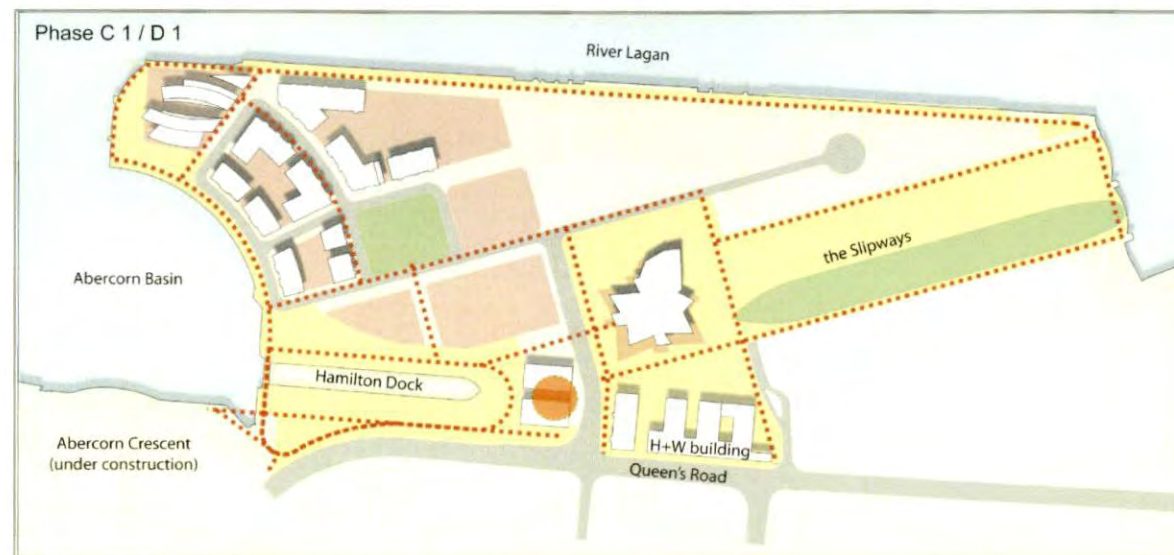 Phase C 1 / D 1
River Lagan
the Slipways
Abercorn Basin
Hamilton Dock
Abercorn Crescent
(under construction)
H+W building
Queen's Road